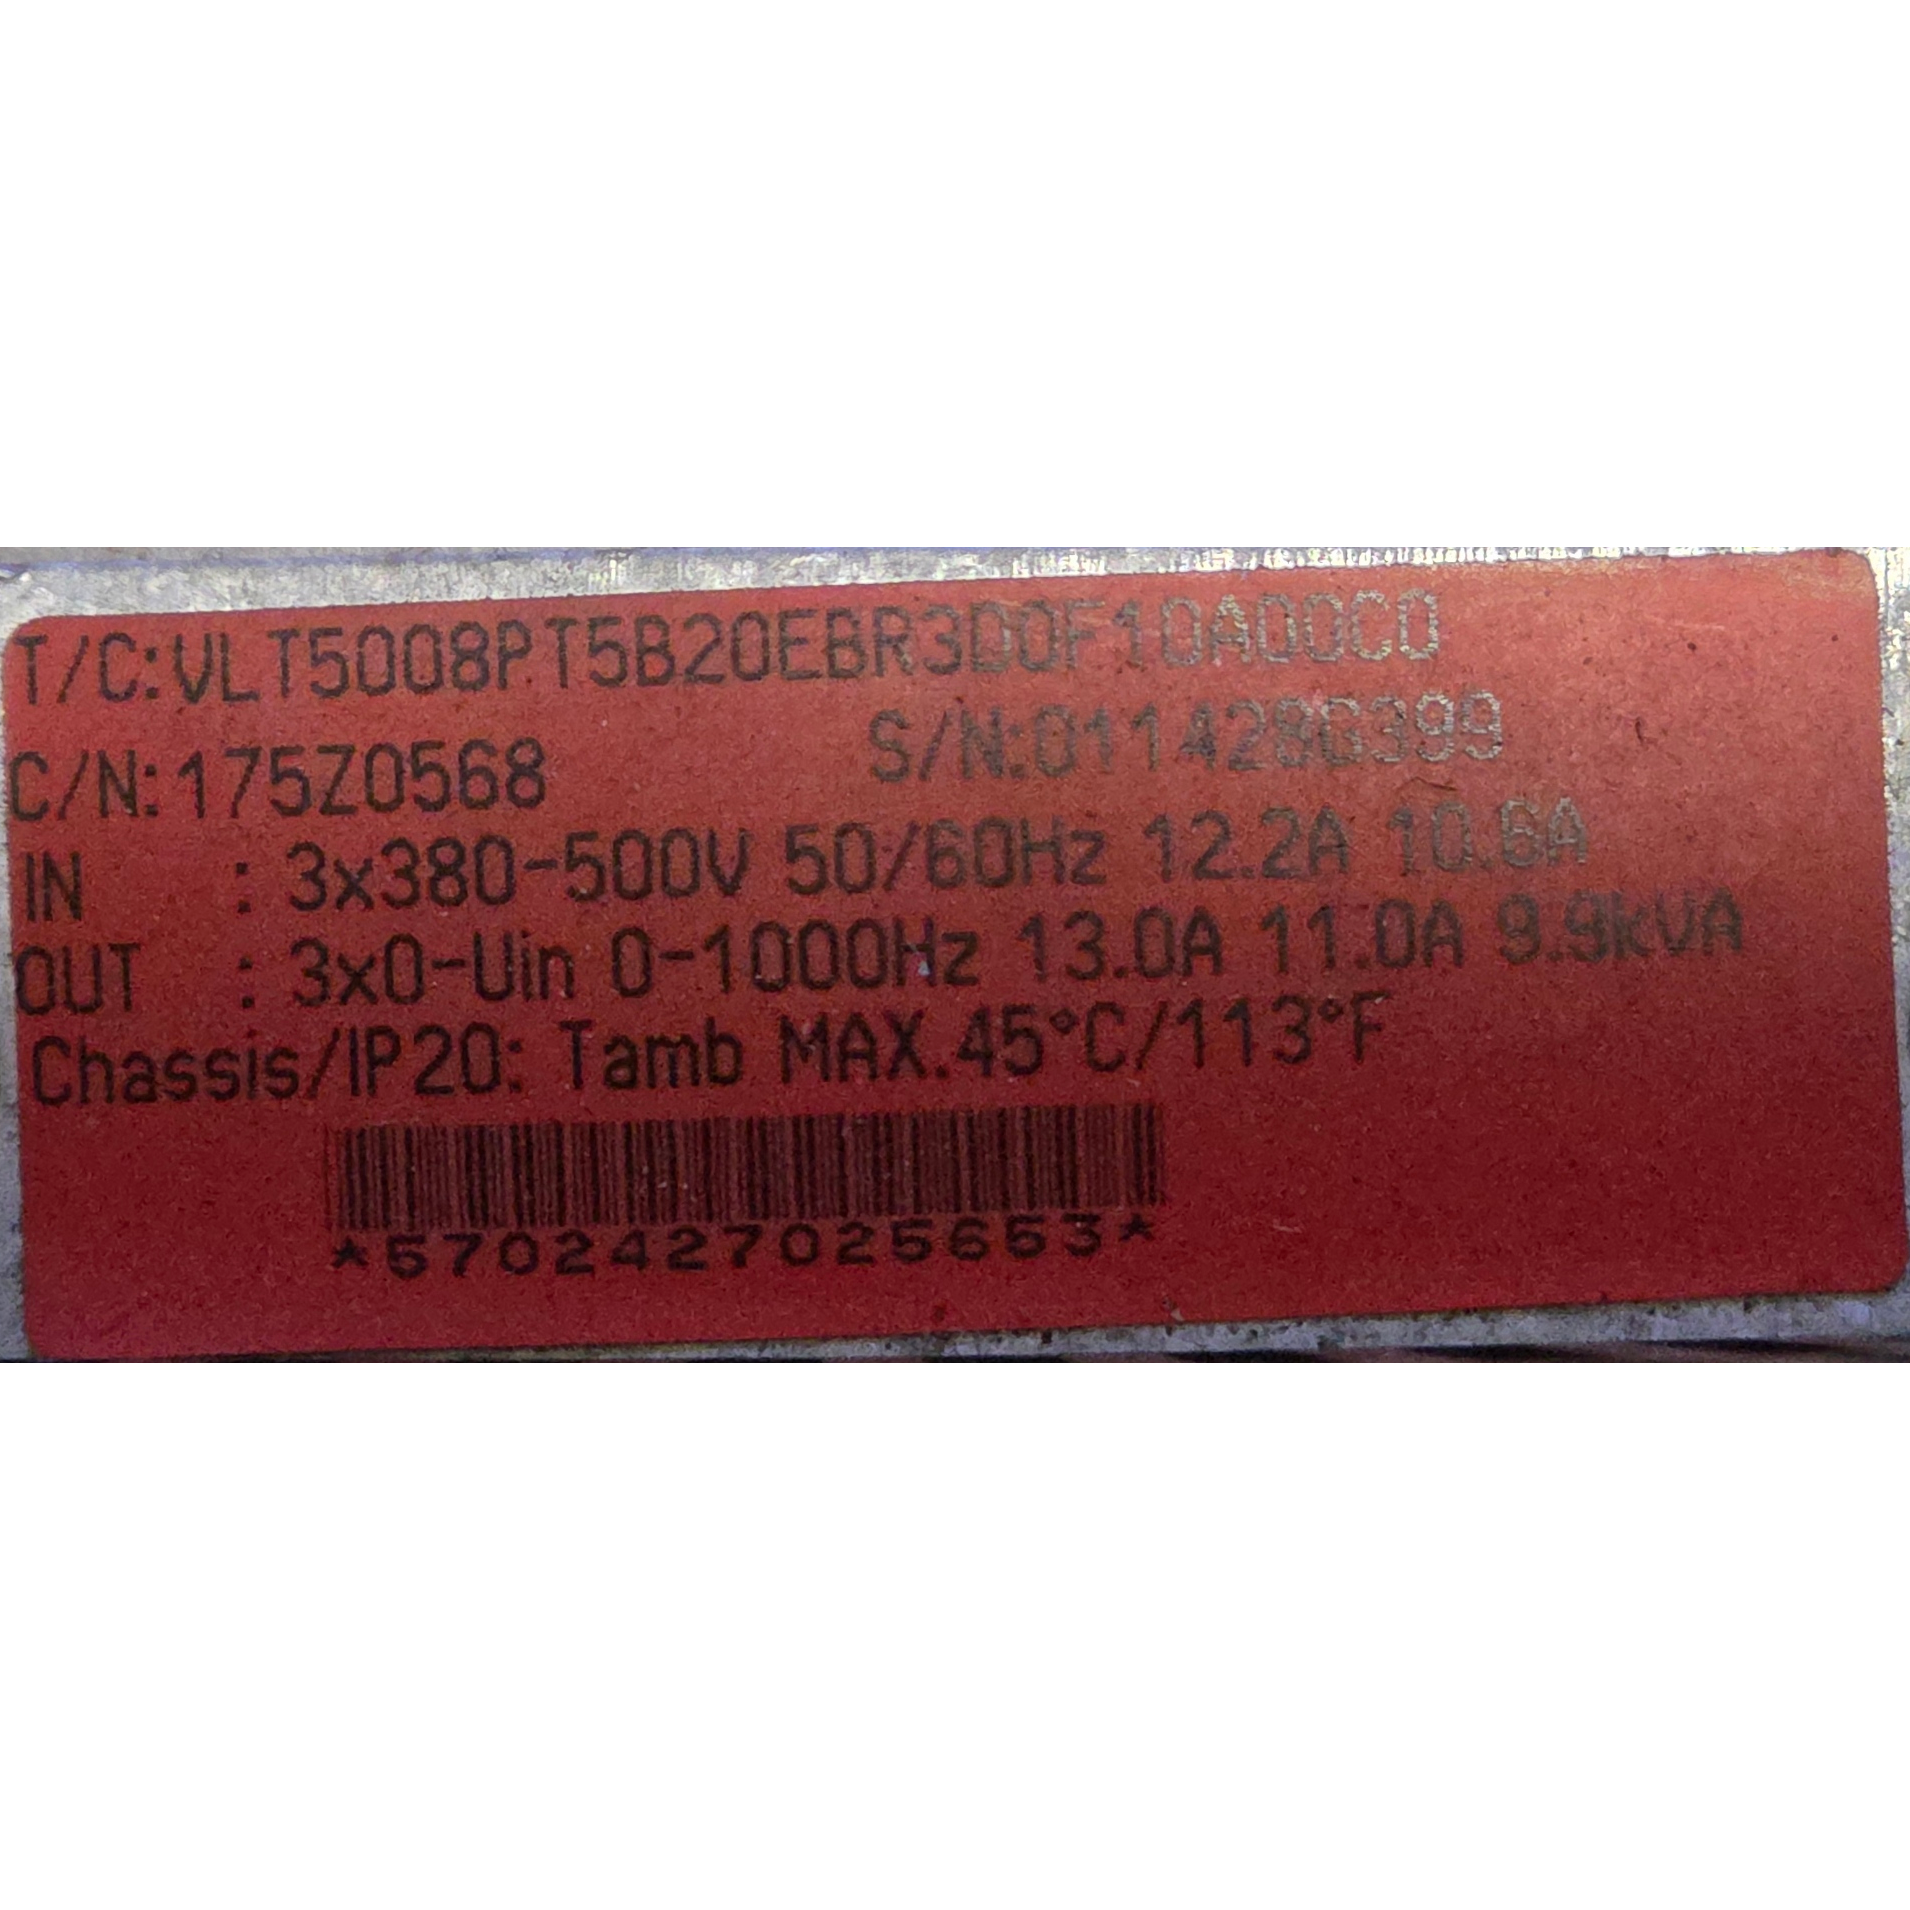 T/C:VLT5008PT5B20EBR3D0F10A00C0
C/N:175Z0568 S/N:011428G399
IN : 3x380-500V 50/60Hz 12.2A 10.6A
OUT : 3x0-Uin 0-1000Hz 13.0A 11.0A 9.9kVA
Chassis/IP20: Tamb MAX.45°C/113°F
*5702427025653*